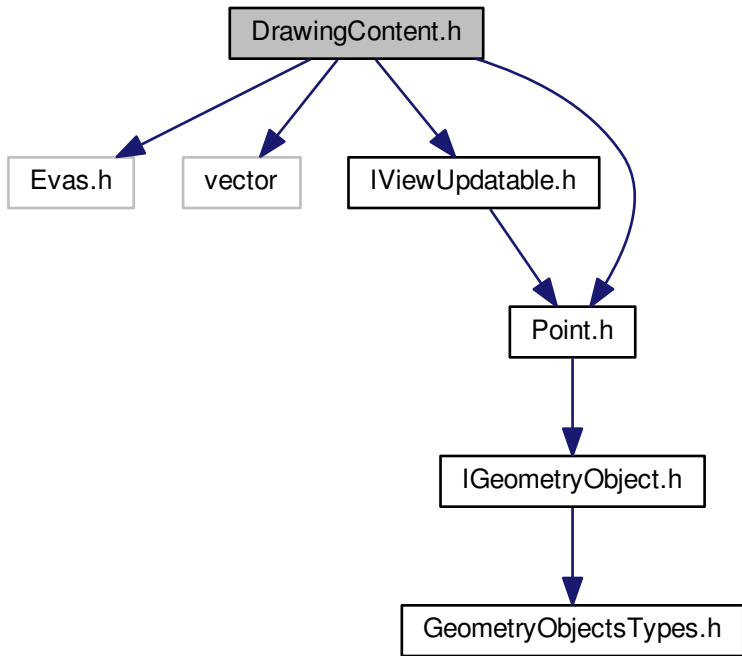 DrawingContent.h
Evas.h
vector
IViewUpdatable.h
Point.h
IGeometryObject.h
GeometryObjectsTypes.h